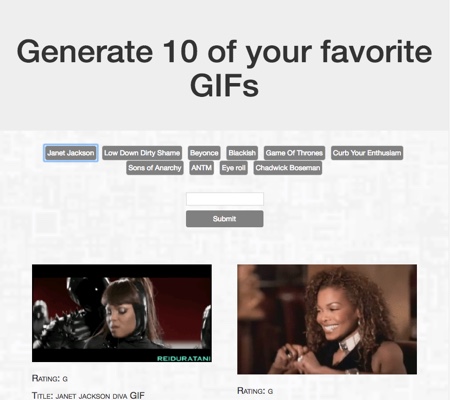 Generate 10 of your favorite
GIFs
Janet Jackson Low Down Dirty Shame Beyonce Blackish Game Of Thrones Curb Your Enthusiam
Sons of Anarchy ANTM Eye roll Chadwick Boseman
Submit
REIDURATANI
Rating: g
Rating: g
Title: janet jackson diva GIF